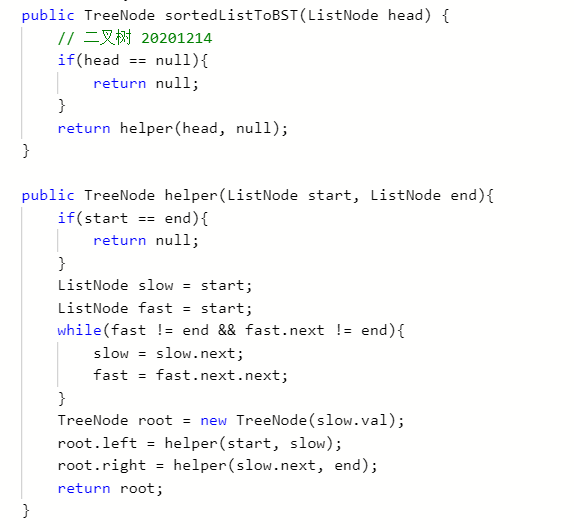 public TreeNode sortedListToBST(ListNode head) {
    // 二叉树 20201214
    if(head == null){
        return null;
    }
    return helper(head, null);
}

public TreeNode helper(ListNode start, ListNode end){
    if(start == end){
        return null;
    }
    ListNode slow = start;
    ListNode fast = start;
    while(fast != end && fast.next != end){
        slow = slow.next;
        fast = fast.next.next;
    }
    TreeNode root = new TreeNode(slow.val);
    root.left = helper(start, slow);
    root.right = helper(slow.next, end);
    return root;
}